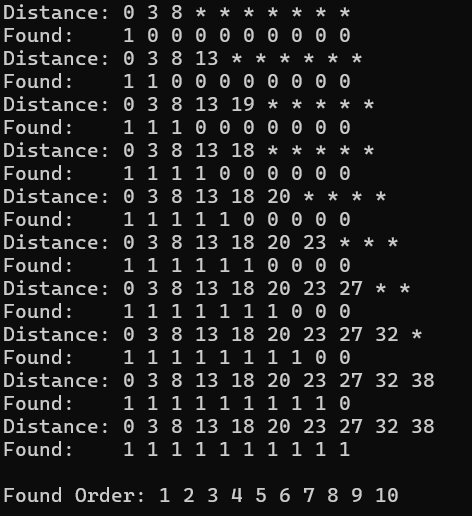 Distance: 0 3 8 * * * * * * *
Found:    1 0 0 0 0 0 0 0 0 0
Distance: 0 3 8 13 * * * * * *
Found:    1 1 0 0 0 0 0 0 0 0
Distance: 0 3 8 13 19 * * * * *
Found:    1 1 1 0 0 0 0 0 0 0
Distance: 0 3 8 13 18 * * * * *
Found:    1 1 1 1 0 0 0 0 0 0
Distance: 0 3 8 13 18 20 * * * *
Found:    1 1 1 1 1 0 0 0 0 0
Distance: 0 3 8 13 18 20 23 * * *
Found:    1 1 1 1 1 1 0 0 0 0
Distance: 0 3 8 13 18 20 23 27 * *
Found:    1 1 1 1 1 1 1 0 0 0
Distance: 0 3 8 13 18 20 23 27 32 *
Found:    1 1 1 1 1 1 1 1 0 0
Distance: 0 3 8 13 18 20 23 27 32 38
Found:    1 1 1 1 1 1 1 1 1 0
Distance: 0 3 8 13 18 20 23 27 32 38
Found:    1 1 1 1 1 1 1 1 1 1
Found Order: 1 2 3 4 5 6 7 8 9 10